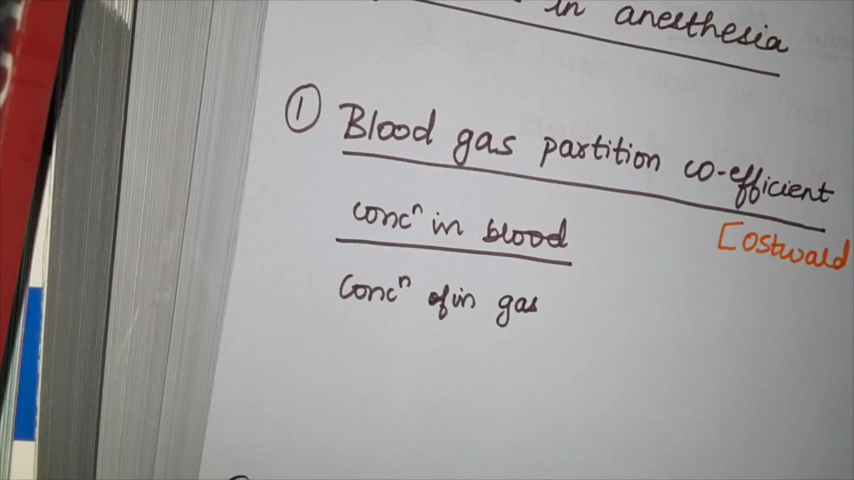 in anesthesia
① Blood gas partition co-efficient
[Ostwald
concⁿ in blood
Concⁿ of in gas